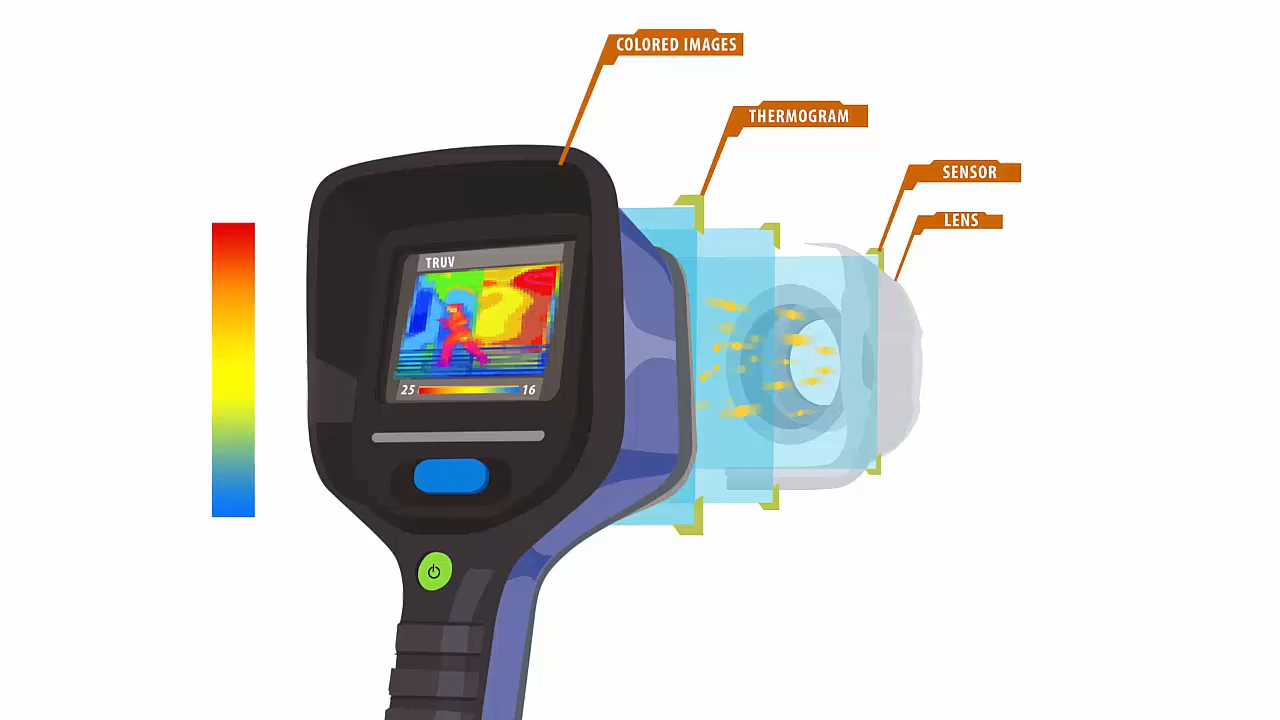 COLORED IMAGES
THERMOGRAM
SENSOR
LENS
TRUV
25 16